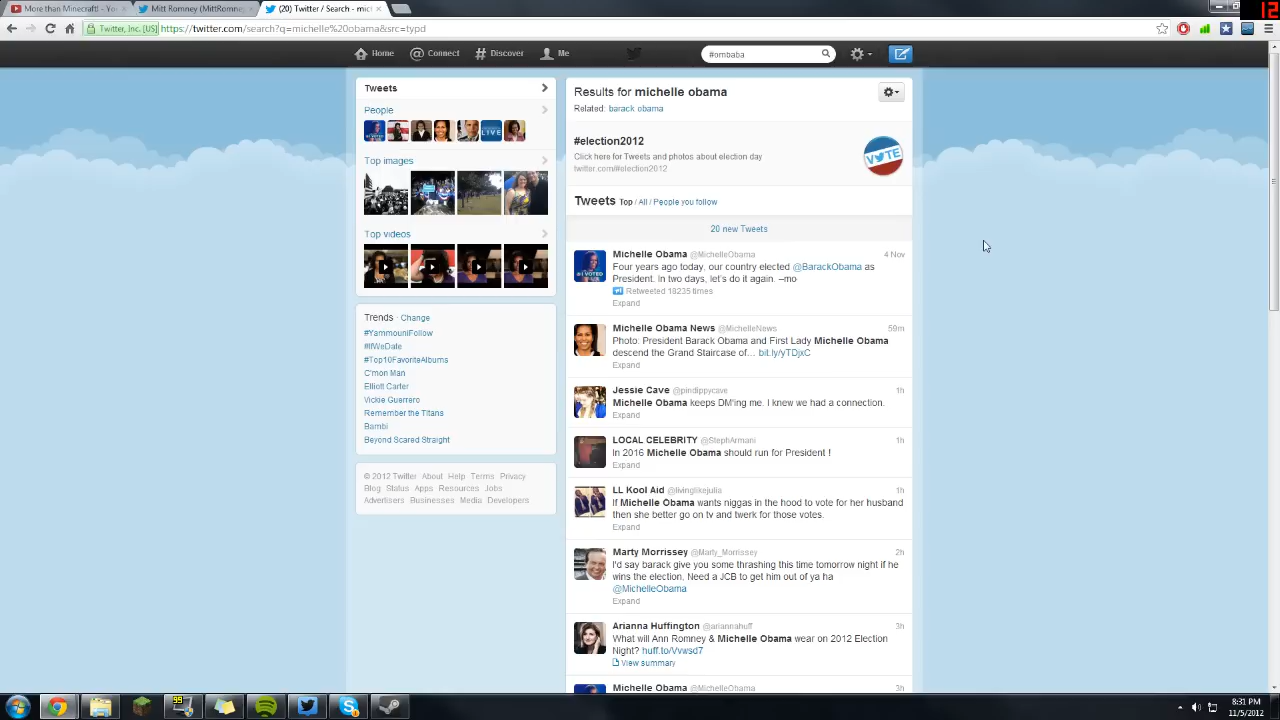 More than Minecraft! - Yo
Mitt Romney (MittRomne
(20) Twitter / Search - mic
12
Twitter, Inc. [US]
https://twitter.com/search?q=michelle%20obama&src=typd
Home
Connect
Discover
Me
#ombaba
Tweets
People
Top images
Top videos
Trends · Change
#YammouniFollow
#IfWeDate
#Top10FavoriteAlbums
C'mon Man
Elliott Carter
Vickie Guerrero
Remember the Titans
Bambi
Beyond Scared Straight
© 2012 Twitter About Help Terms Privacy
Blog Status Apps Resources Jobs
Advertisers Businesses Media Developers
Results for michelle obama
Related: barack obama
#election2012
Click here for Tweets and photos about election day
twitter.com/#election2012
VOTE
Tweets Top / All / People you follow
20 new Tweets
Michelle Obama @MichelleObama 4 Nov
Four years ago today, our country elected @BarackObama as
President. In two days, let's do it again. –mo
Retweeted 18235 times
Expand
Michelle Obama News @MichelleNews 59m
Photo: President Barack Obama and First Lady Michelle Obama
descend the Grand Staircase of... bit.ly/yTDjxC
Expand
Jessie Cave @pindippycave 1h
Michelle Obama keeps DM'ing me. I knew we had a connection.
Expand
LOCAL CELEBRITY @StephArmani 1h
In 2016 Michelle Obama should run for President !
Expand
LL Kool Aid @livinglikejulia 1h
If Michelle Obama wants niggas in the hood to vote for her husband
then she better go on tv and twerk for those votes.
Expand
Marty Morrissey @Marty_Morrissey 2h
I'd say barack give you some thrashing this time tomorrow night if he
wins the election, Need a JCB to get him out of ya ha
@MichelleObama
Expand
Arianna Huffington @ariannahuff 3h
What will Ann Romney & Michelle Obama wear on 2012 Election
Night? huff.to/Vvwsd7
View summary
Michelle Obama @MichelleObama 3h
99
8:31 PM
11/5/2012